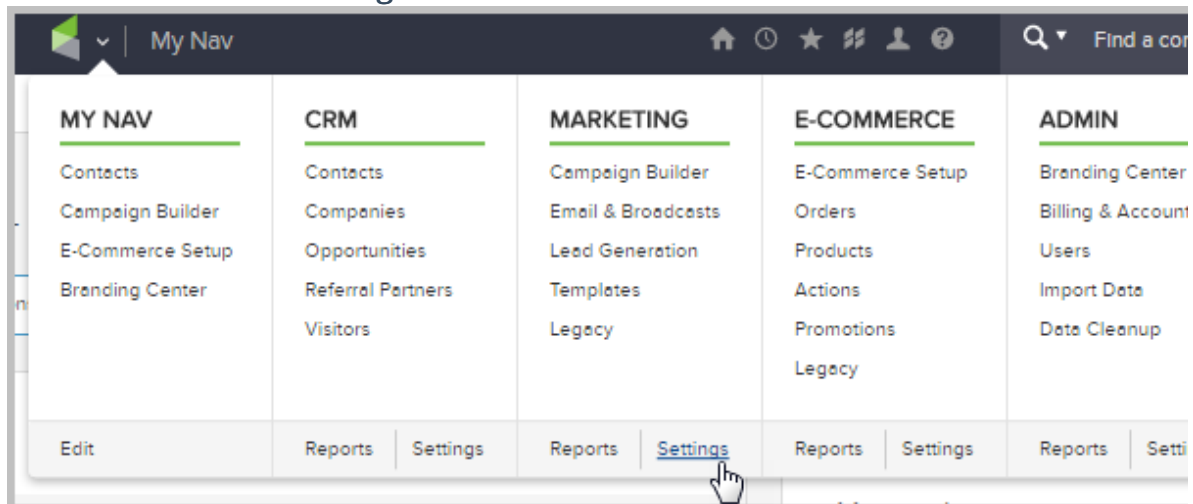 My Nav
Find a con
MY NAV
Contacts
Campaign Builder
E-Commerce Setup
Branding Center
Edit
CRM
Contacts
Companies
Opportunities
Referral Partners
Visitors
Reports Settings
MARKETING
Campaign Builder
Email & Broadcasts
Lead Generation
Templates
Legacy
Reports Settings
E-COMMERCE
E-Commerce Setup
Orders
Products
Actions
Promotions
Legacy
Reports Settings
ADMIN
Branding Center
Billing & Account
Users
Import Data
Data Cleanup
Reports Setti